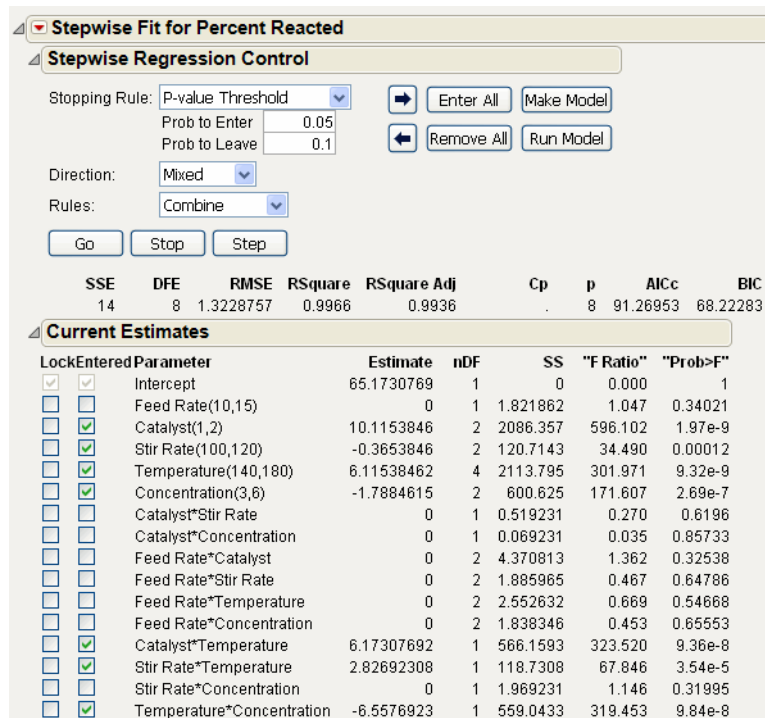 Stepwise Fit for Percent Reacted
Stepwise Regression Control
Stopping Rule: P-value Threshold Enter All Make Model
Prob to Enter 0.05
Prob to Leave 0.1 Remove All Run Model
Direction: Mixed
Rules: Combine
Go Stop Step
SSE DFE RMSE RSquare RSquare Adj Cp p AICc BIC
14 8 1.3228757 0.9966 0.9936 . 8 91.26953 68.22283
Current Estimates
Lock Entered Parameter Estimate nDF SS "F Ratio" "Prob>F"
Intercept 65.1730769 1 0 0.000 1
Feed Rate(10,15) 0 1 1.821862 1.047 0.34021
Catalyst(1,2) 10.1153846 2 2086.357 596.102 1.97e-9
Stir Rate(100,120) -0.3653846 2 120.7143 34.490 0.00012
Temperature(140,180) 6.11538462 4 2113.795 301.971 9.32e-9
Concentration(3,6) -1.7884615 2 600.625 171.607 2.69e-7
Catalyst*Stir Rate 0 1 0.519231 0.270 0.6196
Catalyst*Concentration 0 1 0.069231 0.035 0.85733
Feed Rate*Catalyst 0 2 4.370813 1.362 0.32538
Feed Rate*Stir Rate 0 2 1.885965 0.467 0.64786
Feed Rate*Temperature 0 2 2.552632 0.669 0.54668
Feed Rate*Concentration 0 2 1.838346 0.453 0.65553
Catalyst*Temperature 6.17307692 1 566.1593 323.520 9.36e-8
Stir Rate*Temperature 2.82692308 1 118.7308 67.846 3.54e-5
Stir Rate*Concentration 0 1 1.969231 1.146 0.31995
Temperature*Concentration -6.5576923 1 559.0433 319.453 9.84e-8